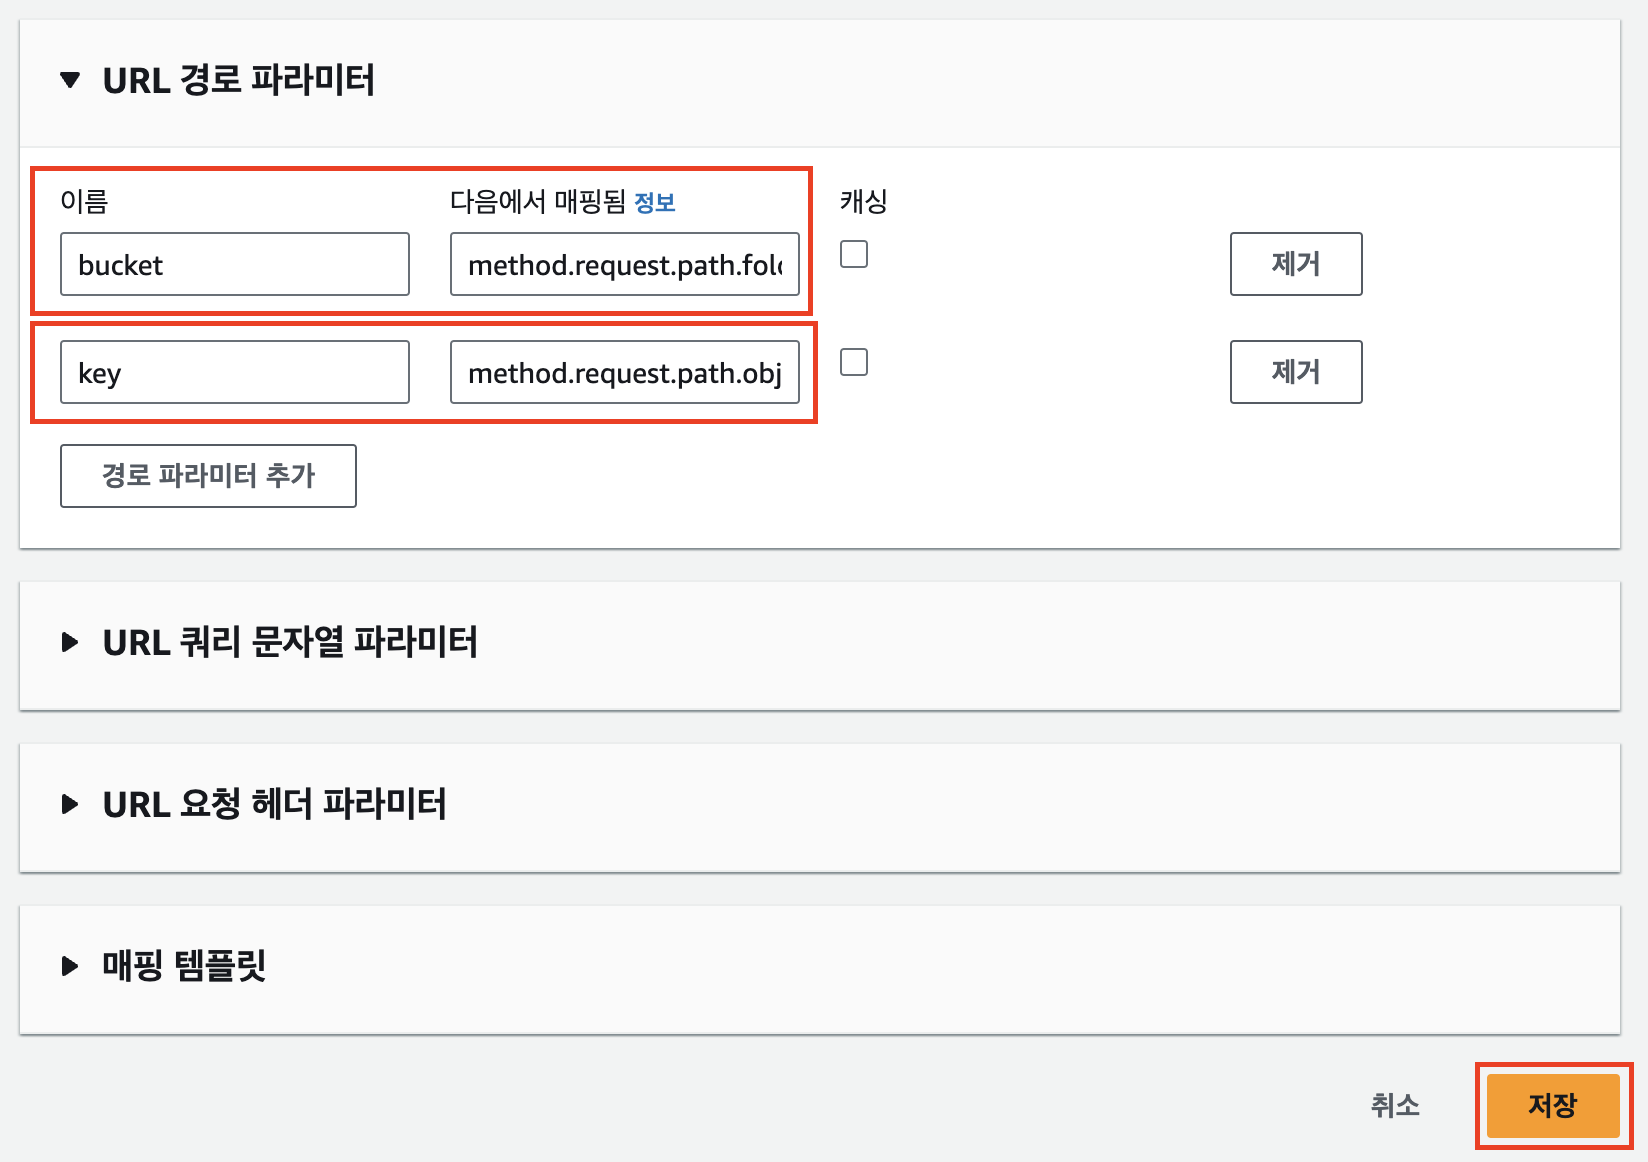 URL 경로 파라미터
이름 다음에서 매핑됨 정보 캐싱
bucket method.request.path.fol 제거
key method.request.path.obj 제거
경로 파라미터 추가
URL 쿼리 문자열 파라미터
URL 요청 헤더 파라미터
매핑 템플릿
취소 저장